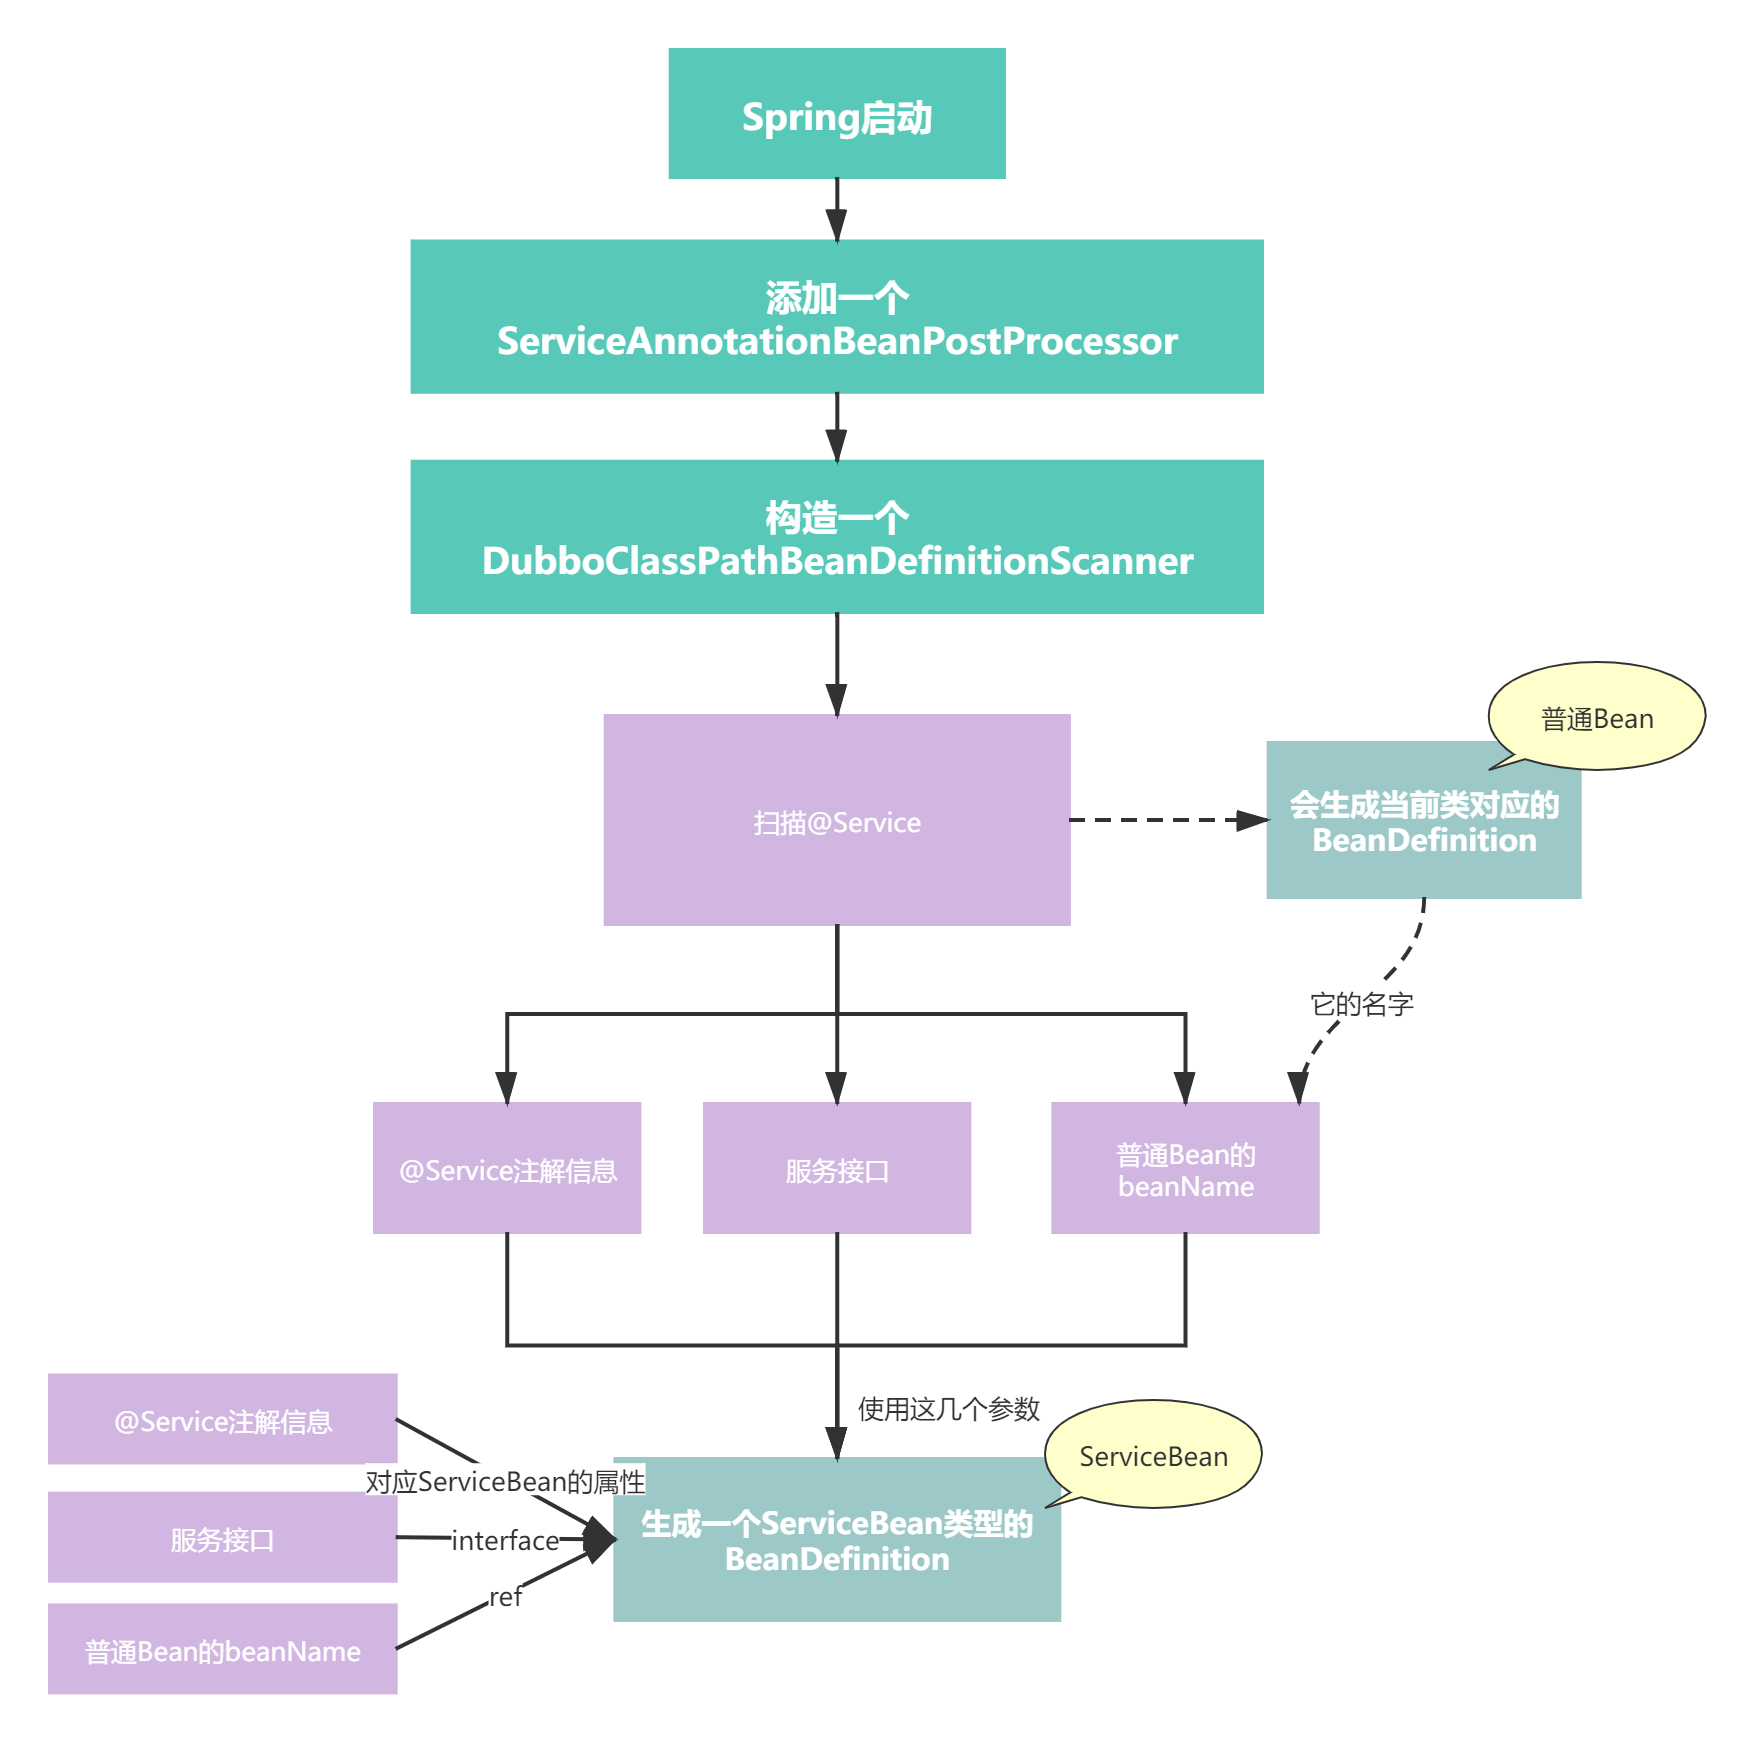 Spring启动
添加一个
ServiceAnnotationBeanPostProcessor
构造一个
DubboClassPathBeanDefinitionScanner
普通Bean
扫描@Service
会生成当前类对应的
BeanDefinition
它的名字
@Service注解信息
服务接口
普通Bean的
beanName
使用这几个参数
ServiceBean
@Service注解信息
对应ServiceBean的属性
服务接口
interface
普通Bean的beanName
ref
生成一个ServiceBean类型的
BeanDefinition